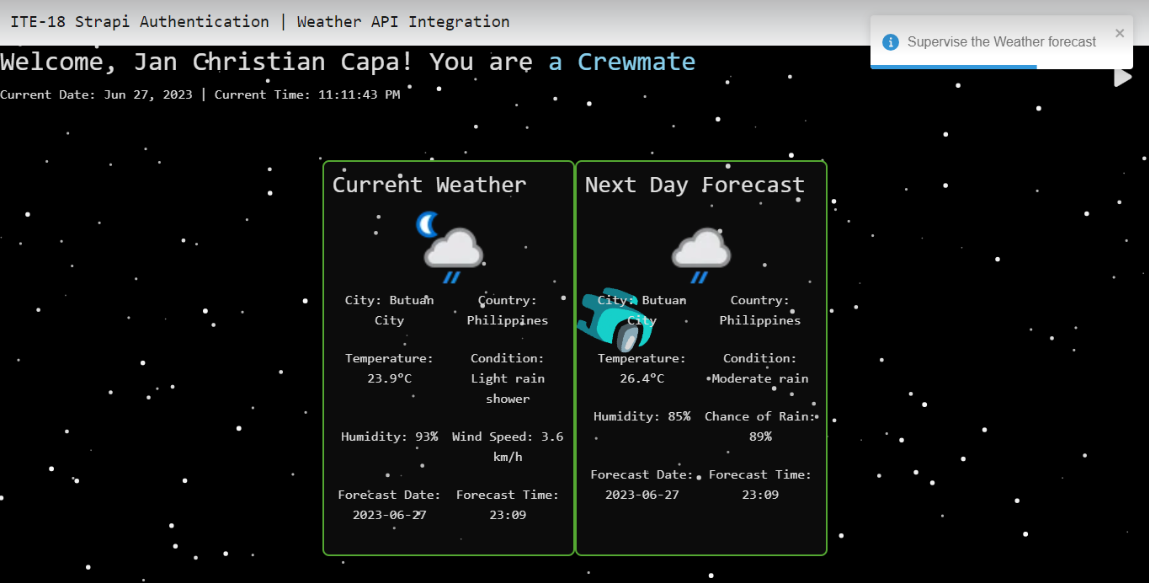 ITE-18 Strapi Authentication | Weather API Integration
Supervise the Weather forecast
×
Welcome, Jan Christian Capa! You are a Crewmate
Current Date: Jun 27, 2023 | Current Time: 11:11:43 PM
Current Weather
City: Butuan
City
Country:
Philippines
Temperature:
23.9°C
Condition:
Light rain
shower
Humidity: 93%
Wind Speed: 3.6
km/h
Forecast Date:
2023-06-27
Forecast Time:
23:09
Next Day Forecast
City: Butuan
City
Country:
Philippines
Temperature:
26.4°C
Condition:
Moderate rain
Humidity: 85%
Chance of Rain:
89%
Forecast Date:
2023-06-27
Forecast Time:
23:09